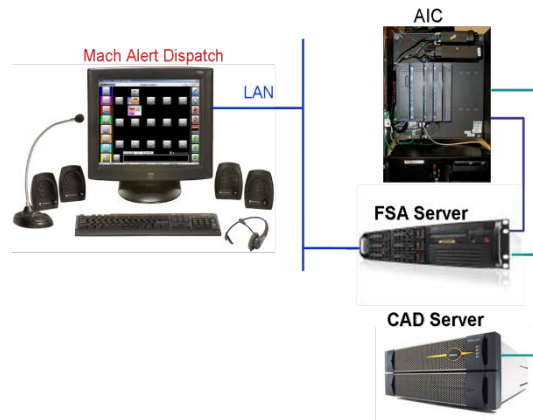 AIC
Mach Alert Dispatch
LAN
FSA Server
CAD Server